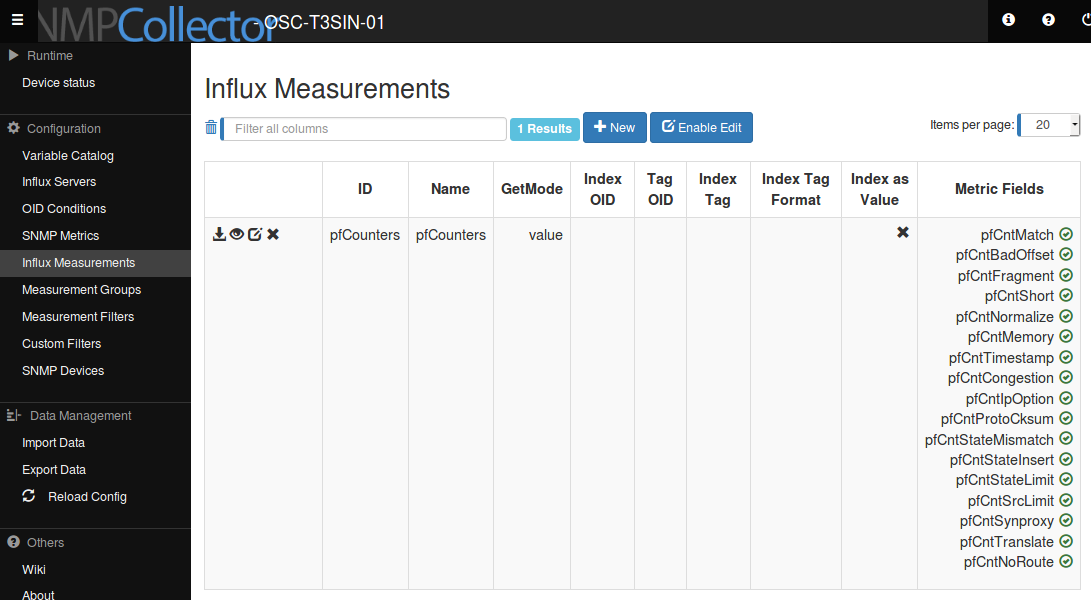 NMPCollector
- OSC-T3SIN-01
Runtime
Device status
Configuration
Variable Catalog
Influx Servers
OID Conditions
SNMP Metrics
Influx Measurements
Measurement Groups
Measurement Filters
Custom Filters
SNMP Devices
Data Management
Import Data
Export Data
Reload Config
Others
Wiki
About
Influx Measurements
Filter all columns
1 Results
New
Enable Edit
Items per page:
20
ID
Name
GetMode
Index
OID
Tag
OID
Index
Tag
Index Tag
Format
Index as
Value
Metric Fields
pfCounters
pfCounters
value
pfCntMatch
pfCntBadOffset
pfCntFragment
pfCntShort
pfCntNormalize
pfCntMemory
pfCntTimestamp
pfCntCongestion
pfCntIpOption
pfCntProtoCksum
pfCntStateMismatch
pfCntStateInsert
pfCntStateLimit
pfCntSrcLimit
pfCntSynproxy
pfCntTranslate
pfCntNoRoute